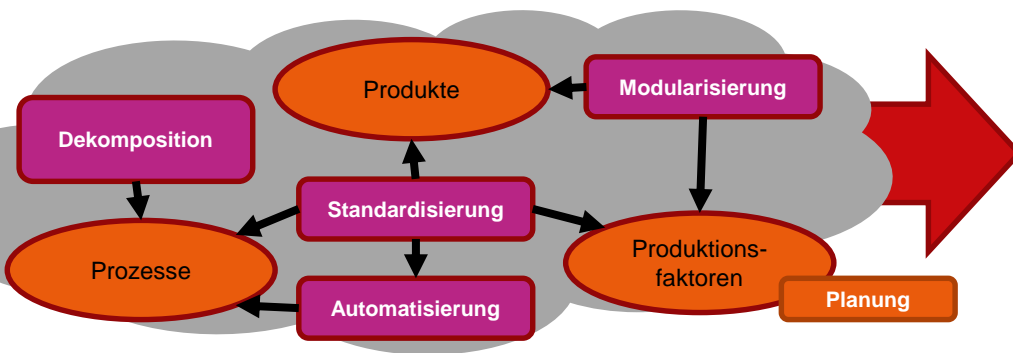 Produkte
Modularisierung
Dekomposition
Standardisierung
Prozesse
Produktions-
faktoren
Automatisierung
Planung